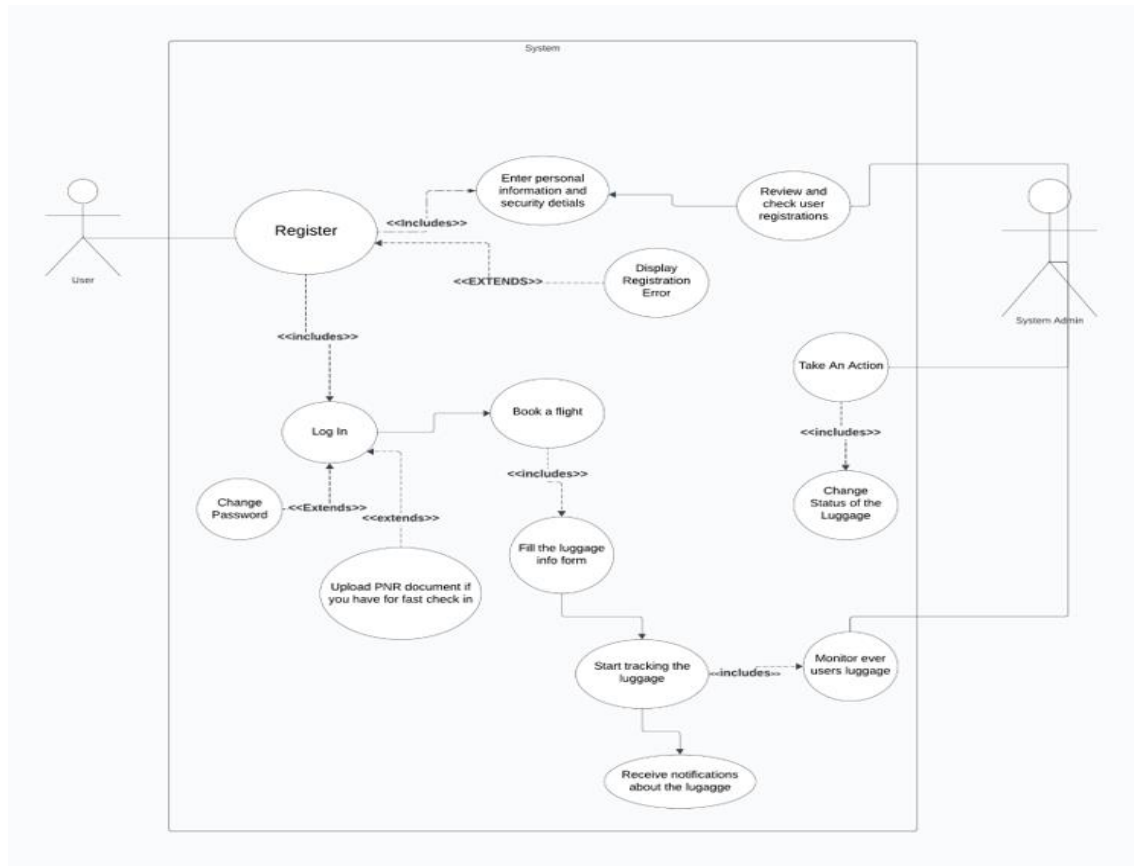 System
Enter personal
information and
security detials
Review and
check user
registrations
Register
<<Includes>>
User
<<EXTENDS>>
Display
Registration
Error
System Admin
<<includes>>
Take An Action
Log In
Book a flight
<<includes>>
<<includes>>
Change
Password
<<Extends>>
<<extends>>
Change
Status of the
Luggage
Fill the luggage
info form
Upload PNR document if
you have for fast check in
Start tracking the
luggage
<<includes>>
Monitor ever
users luggage
Receive notifications
about the lugagge